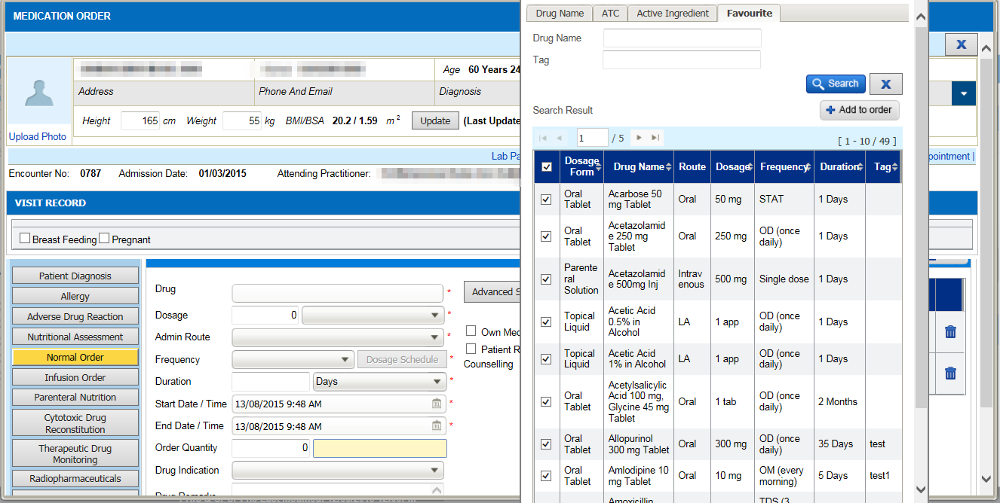 MEDICATION ORDER
Age 60 Years 24
Address Phone And Email Diagnosis
Height 165 cm Weight 55 kg BMI/BSA 20.2 / 1.59 m 2 Update (Last Update
Upload Photo
Lab Pa
pointment |
Encounter No: 0787 Admission Date: 01/03/2015 Attending Practitioner:
VISIT RECORD
Breast Feeding Pregnant
Patient Diagnosis
Allergy
Adverse Drug Reaction
Nutritional Assessment
Normal Order
Infusion Order
Parenteral Nutrition
Cytotoxic Drug
Reconstitution
Therapeutic Drug
Monitoring
Radiopharmaceuticals
Drug * Advanced S
Dosage 0 *
Admin Route *
Own Med
Frequency Dosage Schedule *
Patient R
Counselling
Duration Days *
Start Date / Time 13/08/2015 9:48 AM *
End Date / Time 13/08/2015 9:48 AM *
Order Quantity 0
Drug Indication
Drug Remarks
Drug Name ATC Active Ingredient Favourite
Drug Name
Tag
Search X
Search Result
Add to order
1 / 5 [ 1 - 10 / 49 ]
Dosage Form Drug Name Route Dosage Frequency Duration Tag
Oral Acarbose 50
Tablet mg Tablet Oral 50 mg STAT 1 Days
Oral Acetazolamid
Tablet e 250 mg Oral 250 mg OD (once
Tablet daily) 1 Days
Parente
ral Acetazolamid Intrav
Solution e 500mg Inj enous 500 mg Single dose 1 Days
Topical Acetic Acid
Liquid 0.5% in LA 1 app OD (once
Alcohol daily) 1 Days
Topical Acetic Acid OD (once
Liquid 1% in Alcohol LA 1 app daily) 1 Days
Acetylsalicylic
Oral Acid 100 mg, OD (once
Tablet Glycine 45 mg Oral 1 tab daily) 2 Months
Tablet
Oral Allopurinol OD (once
Tablet 300 mg Tablet Oral 300 mg daily) 35 Days test
Oral Amlodipine 10 OM (every
Tablet mg Tablet Oral 10 mg morning) 5 Days test1
Amoxicillin TDS (3